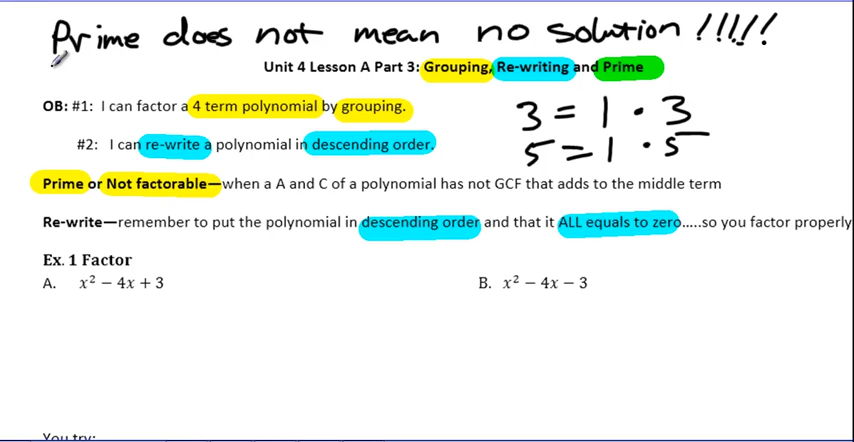 Prime does not mean no solution !!!!!
Unit 4 Lesson A Part 3: Grouping, Re-writing and Prime
OB: #1: I can factor a 4 term polynomial by grouping.
3 = 1 · 3
#2: I can re-write a polynomial in descending order.
5 = 1 · 5
Prime or Not factorable—when a A and C of a polynomial has not GCF that adds to the middle term
Re-write—remember to put the polynomial in descending order and that it ALL equals to zero.....so you factor properly
Ex. 1 Factor
A. x² − 4x + 3 B. x² − 4x − 3
You try: